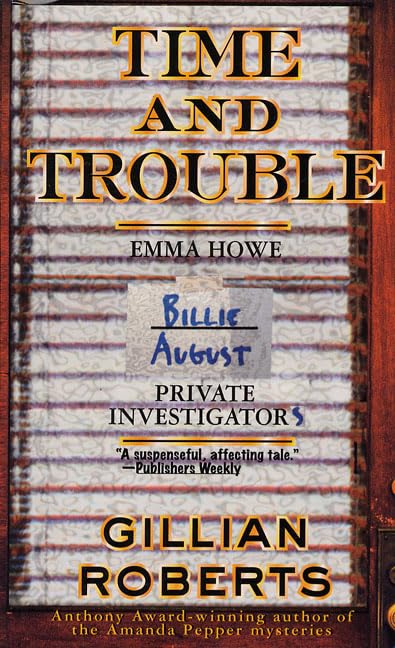 TIME
AND
TROUBLE
EMMA HOWE
BILLIE
AUGUST
PRIVATE
INVESTIGATORS
"A suspenseful, affecting tale."
—PUBLISHERS WEEKLY
GILLIAN
ROBERTS
Anthony Award-winning author of
the Amanda Pepper mysteries